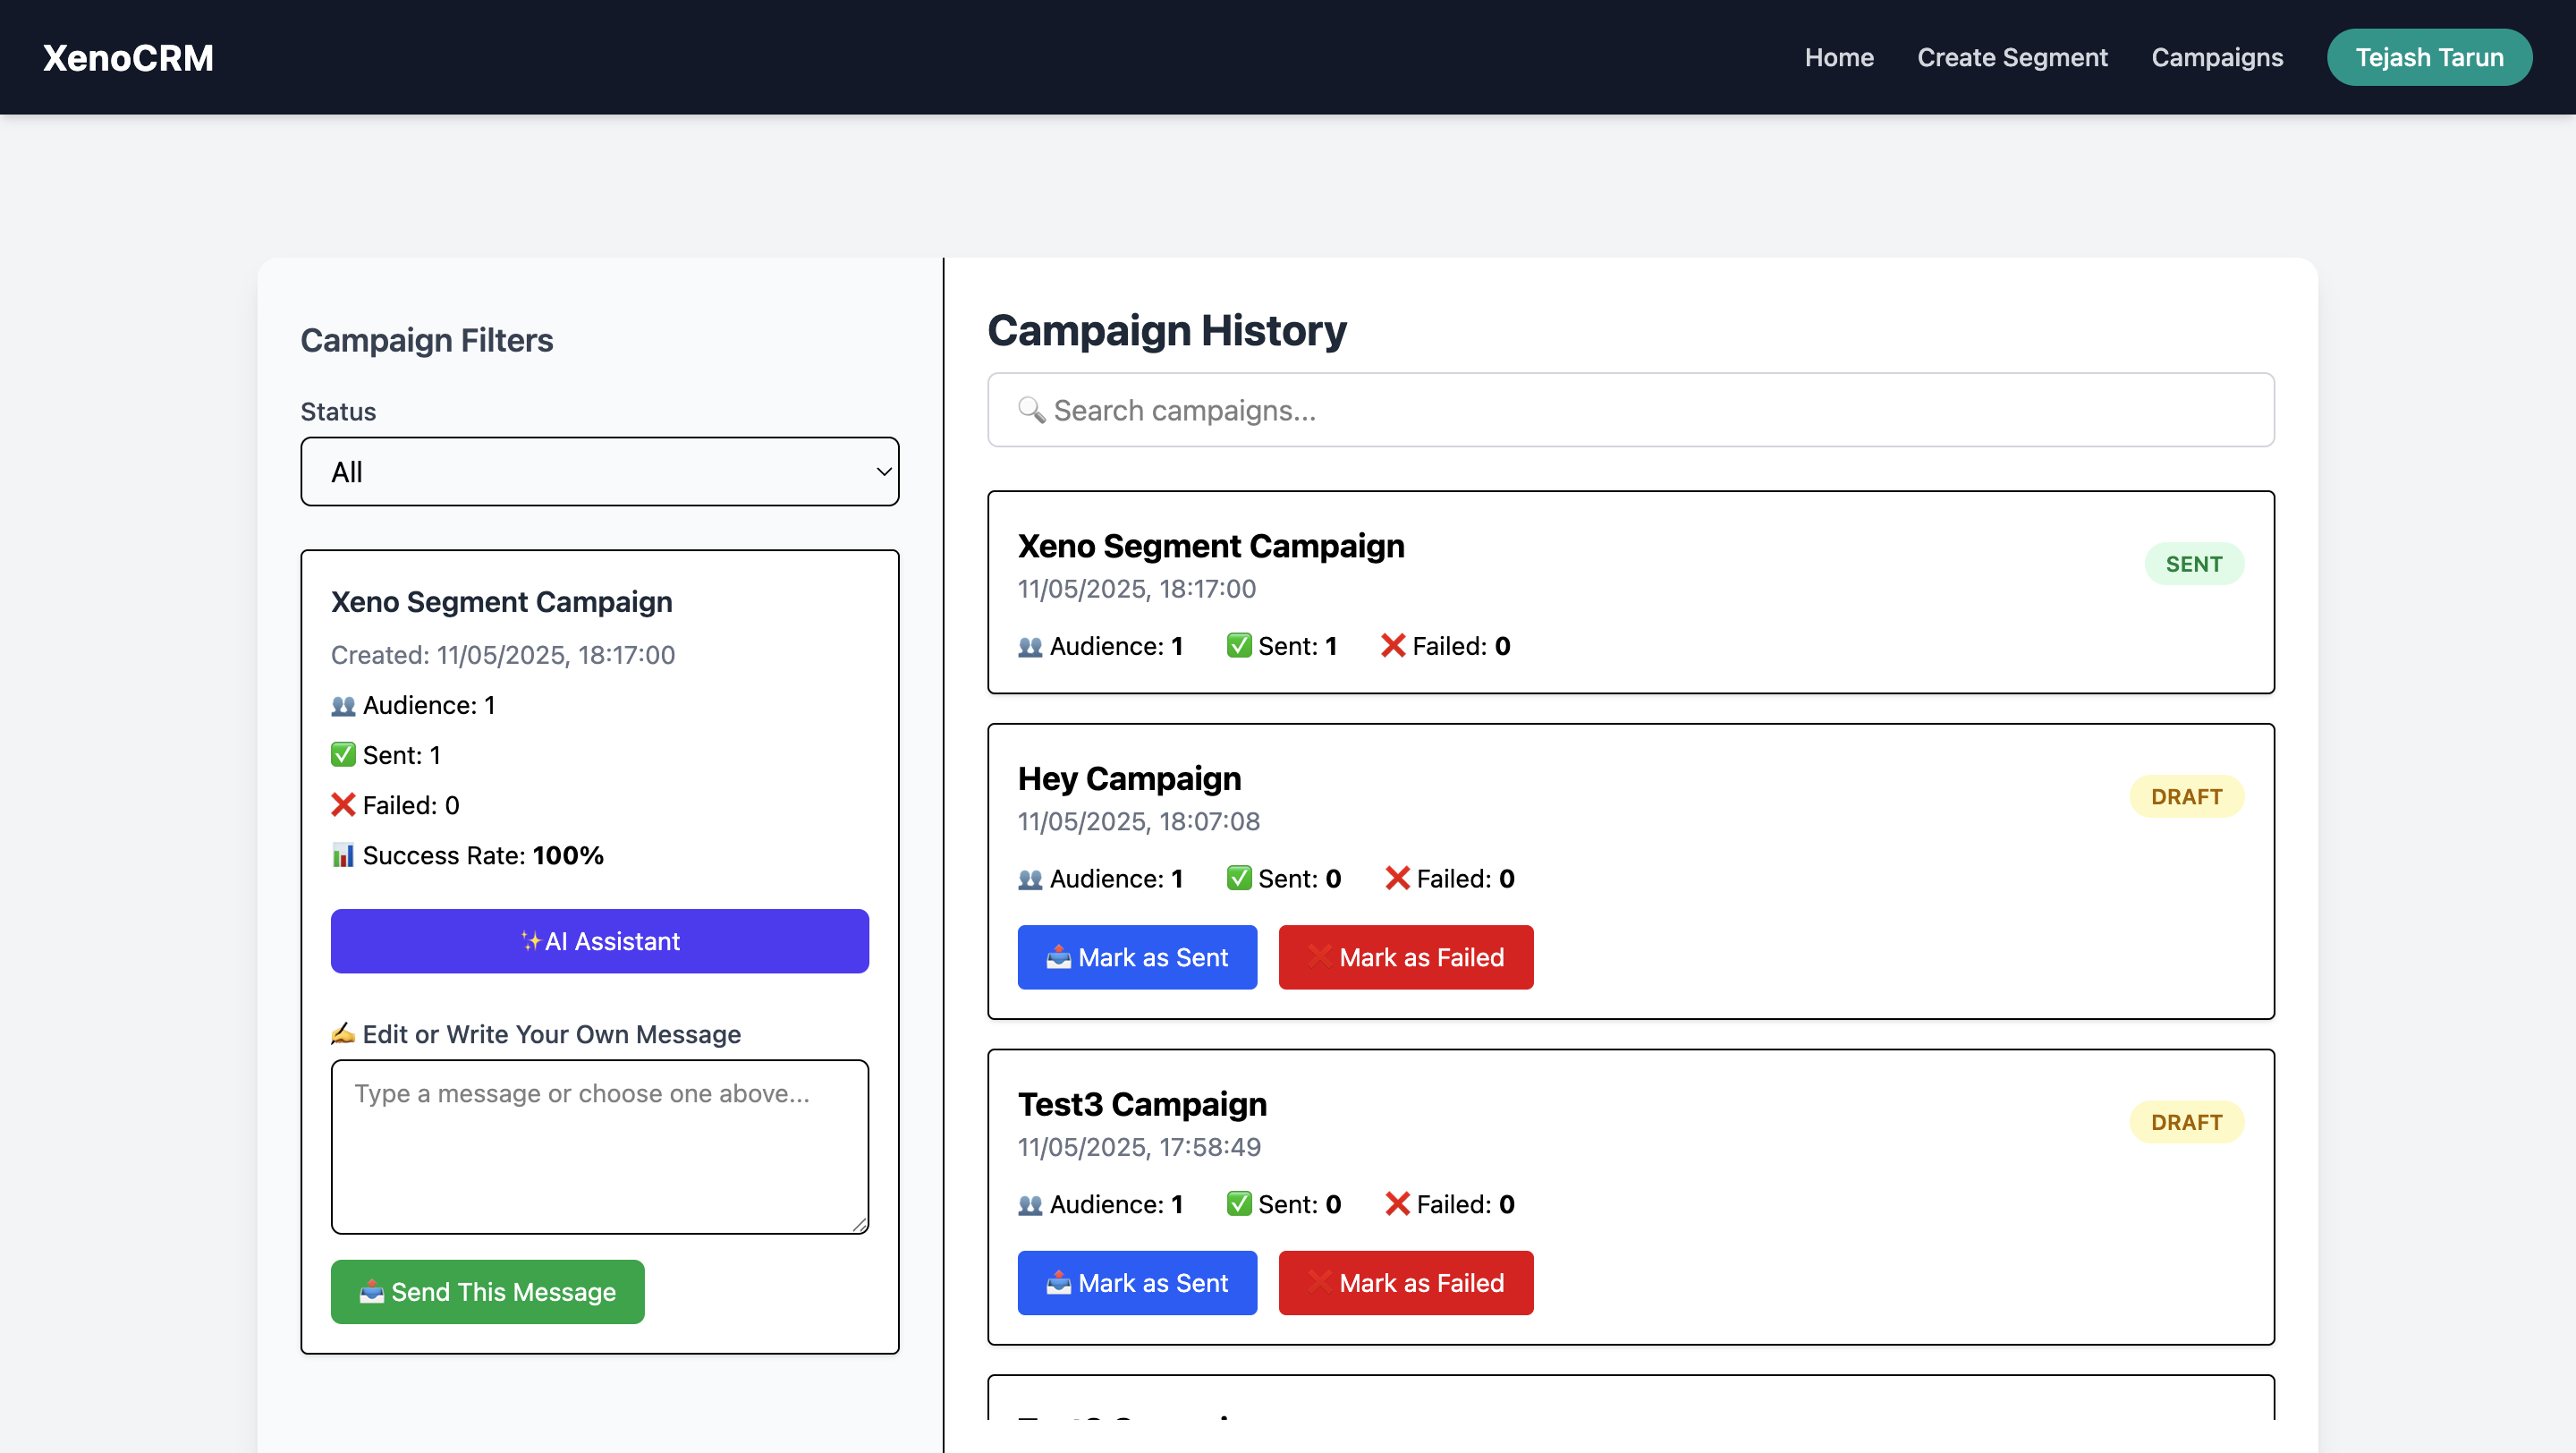 XenoCRM
Home
Create Segment
Campaigns
Tejash Tarun
Campaign Filters
Status
All
Xeno Segment Campaign
Created: 11/05/2025, 18:17:00
👥 Audience: 1
✅ Sent: 1
❌ Failed: 0
📊 Success Rate: 100%
✨AI Assistant
✍️ Edit or Write Your Own Message
Type a message or choose one above...
📤 Send This Message
Campaign History
🔍 Search campaigns...
Xeno Segment Campaign
SENT
11/05/2025, 18:17:00
👥 Audience: 1 ✅ Sent: 1 ❌ Failed: 0
Hey Campaign
DRAFT
11/05/2025, 18:07:08
👥 Audience: 1 ✅ Sent: 0 ❌ Failed: 0
📤 Mark as Sent
❌ Mark as Failed
Test3 Campaign
DRAFT
11/05/2025, 17:58:49
👥 Audience: 1 ✅ Sent: 0 ❌ Failed: 0
📤 Mark as Sent
❌ Mark as Failed